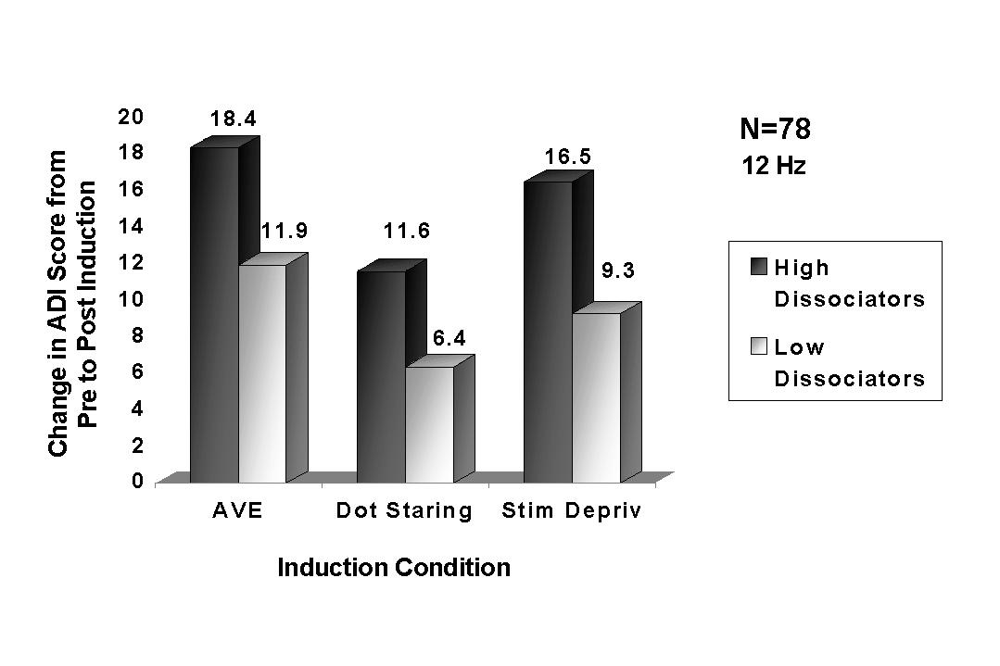 Change in ADI Score from
Pre to Post Induction
20
18
16
14
12
10
8
6
4
2
0
18.4
11.9
11.6
6.4
16.5
9.3
AVE
Dot Staring
Stim Depriv
Induction Condition
N=78
12 Hz
High
Dissociators
Low
Dissociators